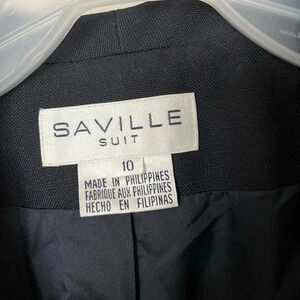 SAVILLE
SUIT
10
MADE IN PHILIPPINES
FABRIQUE AUX PHILIPPINES
HECHO EN FILIPINAS